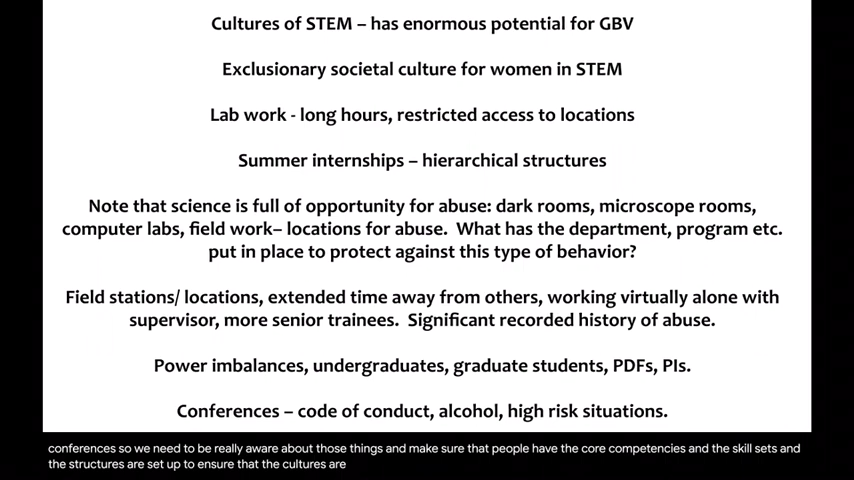 Cultures of STEM – has enormous potential for GBV
Exclusionary societal culture for women in STEM
Lab work - long hours, restricted access to locations
Summer internships – hierarchical structures
Note that science is full of opportunity for abuse: dark rooms, microscope rooms,
computer labs, field work– locations for abuse.  What has the department, program etc.
put in place to protect against this type of behavior?
Field stations/ locations, extended time away from others, working virtually alone with
supervisor, more senior trainees.  Significant recorded history of abuse.
Power imbalances, undergraduates, graduate students, PDFs, PIs.
Conferences – code of conduct, alcohol, high risk situations.
conferences so we need to be really aware about those things and make sure that people have the core competencies and the skill sets and
the structures are set up to ensure that the cultures are